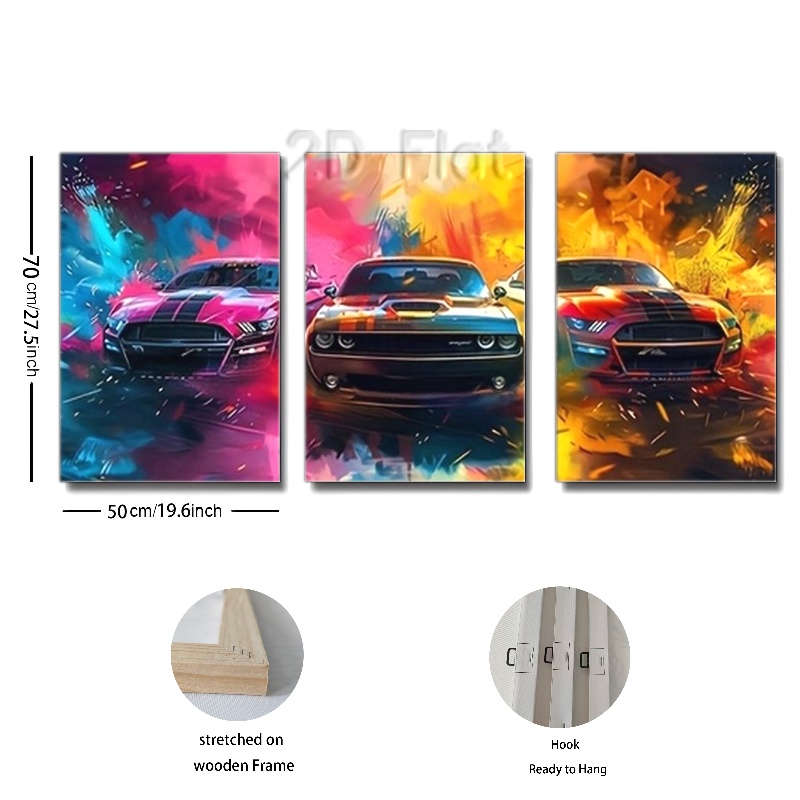 2D Flat
70 cm/27.5inch
50 cm/19.6inch
stretched on
wooden Frame
Hook
Ready to Hang